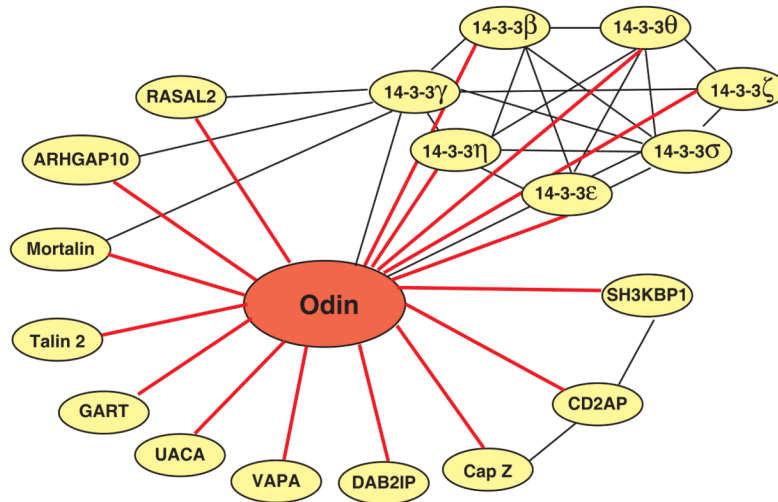 14-3-3β
14-3-3θ
14-3-3γ
14-3-3ζ
RASAL2
ARHGAP10
14-3-3η
14-3-3σ
14-3-3ε
Mortalin
Odin
SH3KBP1
Talin 2
GART
CD2AP
UACA
VAPA
DAB2IP
Cap Z